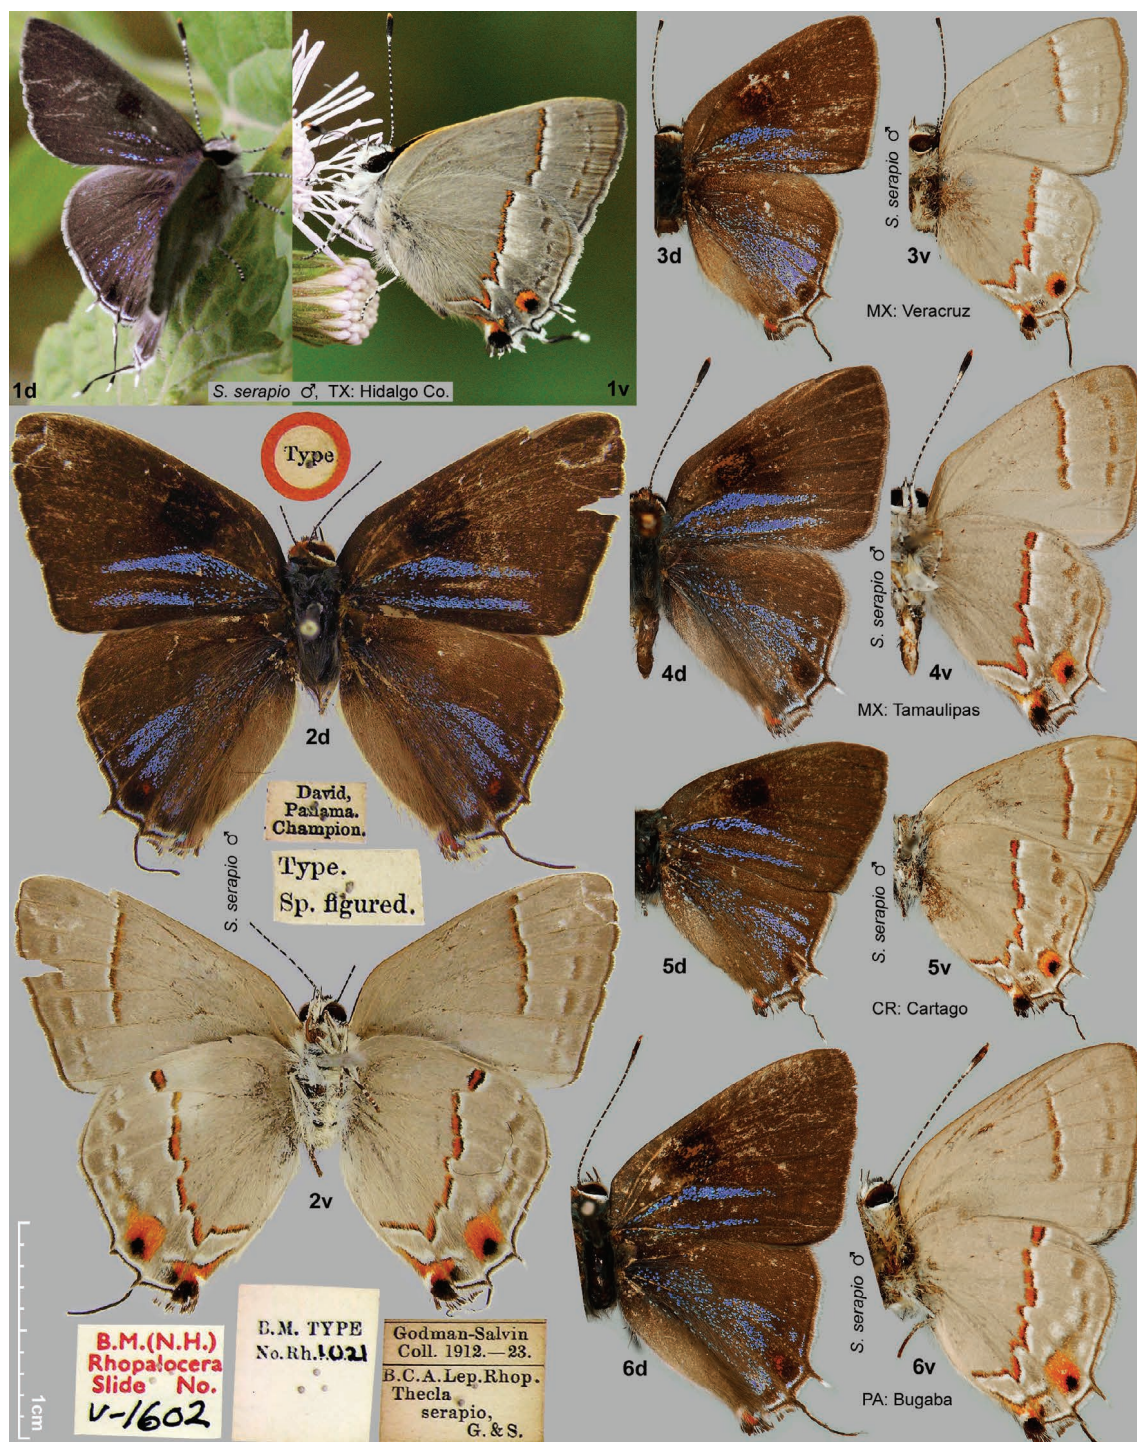 1d
S. serapio ♂, TX: Hidalgo Co.
1v
3d
S. serapio ♂
3v
MX: Veracruz
Type
2d
David,
Panama.
Champion.
Type.
Sp. figured.
S. serapio ♂
4d
S. serapio ♂
4v
MX: Tamaulipas
5d
S. serapio ♂
5v
CR: Cartago
2v
6d
S. serapio ♂
6v
PA: Bugaba
1cm
B.M.(N.H.)
Rhopalocera
Slide No.
V-1602
B.M. TYPE
No.Rh.1021
Godman-Salvin
Coll. 1912.—23.
B.C.A.Lep.Rhop.
Thecla
serapio,
G. & S.